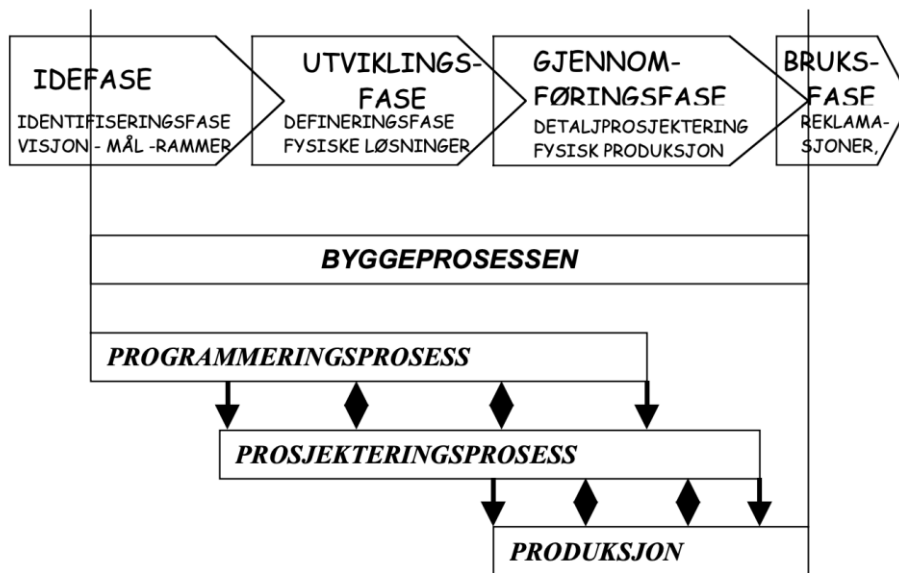 IDEFASE
IDENTIFISERINGSFASE
VISJON - MÅL -RAMMER
UTVIKLINGS-
FASE
DEFINERINGSFASE
FYSISKE LØSNINGER
GJENNOM-
FØRINGSFASE
DETALJPROSJEKTERING
FYSISK PRODUKSJON
BRUKS-
FASE
REKLAMA-
SJONER,
BYGGEPROSESSEN
PROGRAMMERINGSPROSESS
PROSJEKTERINGSPROSESS
PRODUKSJON